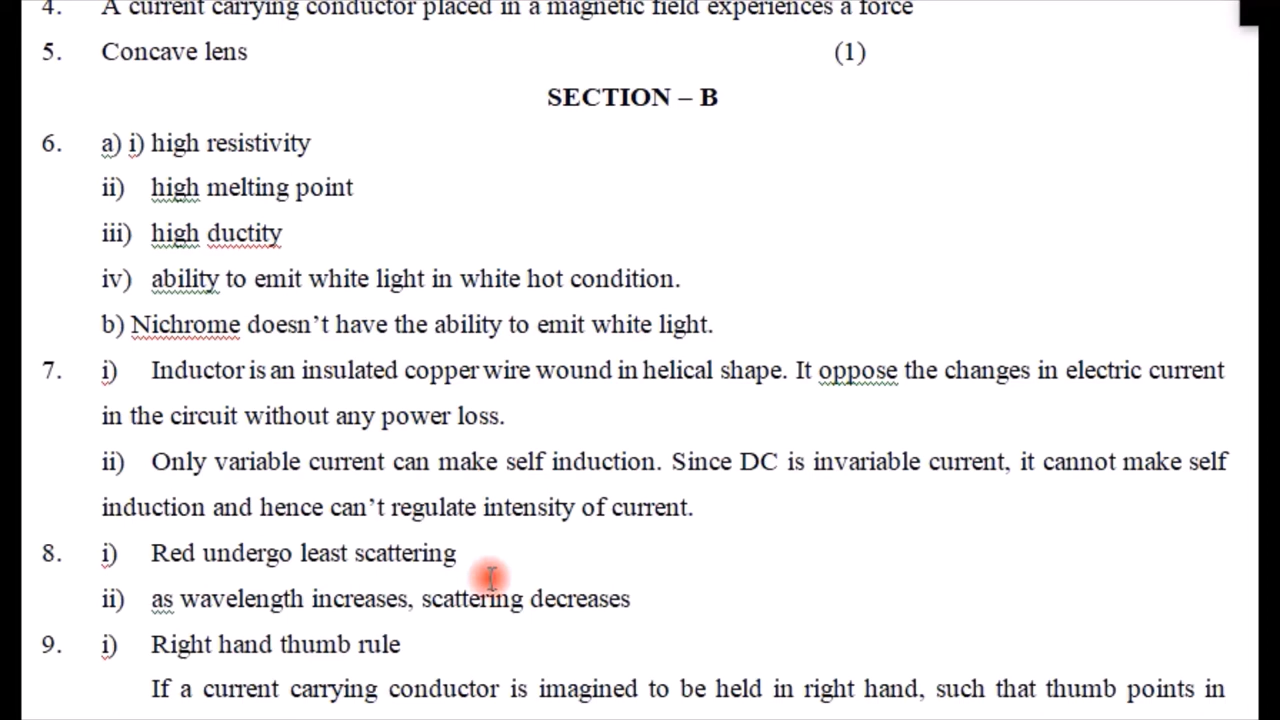 4. A current carrying conductor placed in a magnetic field experiences a force
5. Concave lens (1)
SECTION – B
6. a) i) high resistivity
ii) high melting point
iii) high ductity
iv) ability to emit white light in white hot condition.
b) Nichrome doesn’t have the ability to emit white light.
7. i) Inductor is an insulated copper wire wound in helical shape. It oppose the changes in electric current
in the circuit without any power loss.
ii) Only variable current can make self induction. Since DC is invariable current, it cannot make self
induction and hence can’t regulate intensity of current.
8. i) Red undergo least scattering
ii) as wavelength increases, scattering decreases
9. i) Right hand thumb rule
If a current carrying conductor is imagined to be held in right hand, such that thumb points in